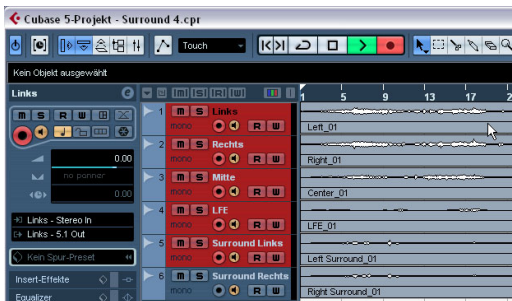 Cubase 5-Projekt - Surround 4.cpr
Touch
Kein Objekt ausgewählt
Links
[m] [S] [R] [W]
1 5 9 13 17 2
m S R W
0.00
no panner
0.00
Links - Stereo In
Links - 5.1 Out
Kein Spur-Preset
Insert-Effekte
Equalizer
1 m S Links
mono R W
Left_01
2 m S Rechts
mono R W
Right_01
3 m S Mitte
mono R W
Center_01
4 m S LFE
mono R W
LFE_01
5 m S Surround Links
mono R W
Left Surround_01
6 m S Surround Rechts
mono R W
Right Surround_01